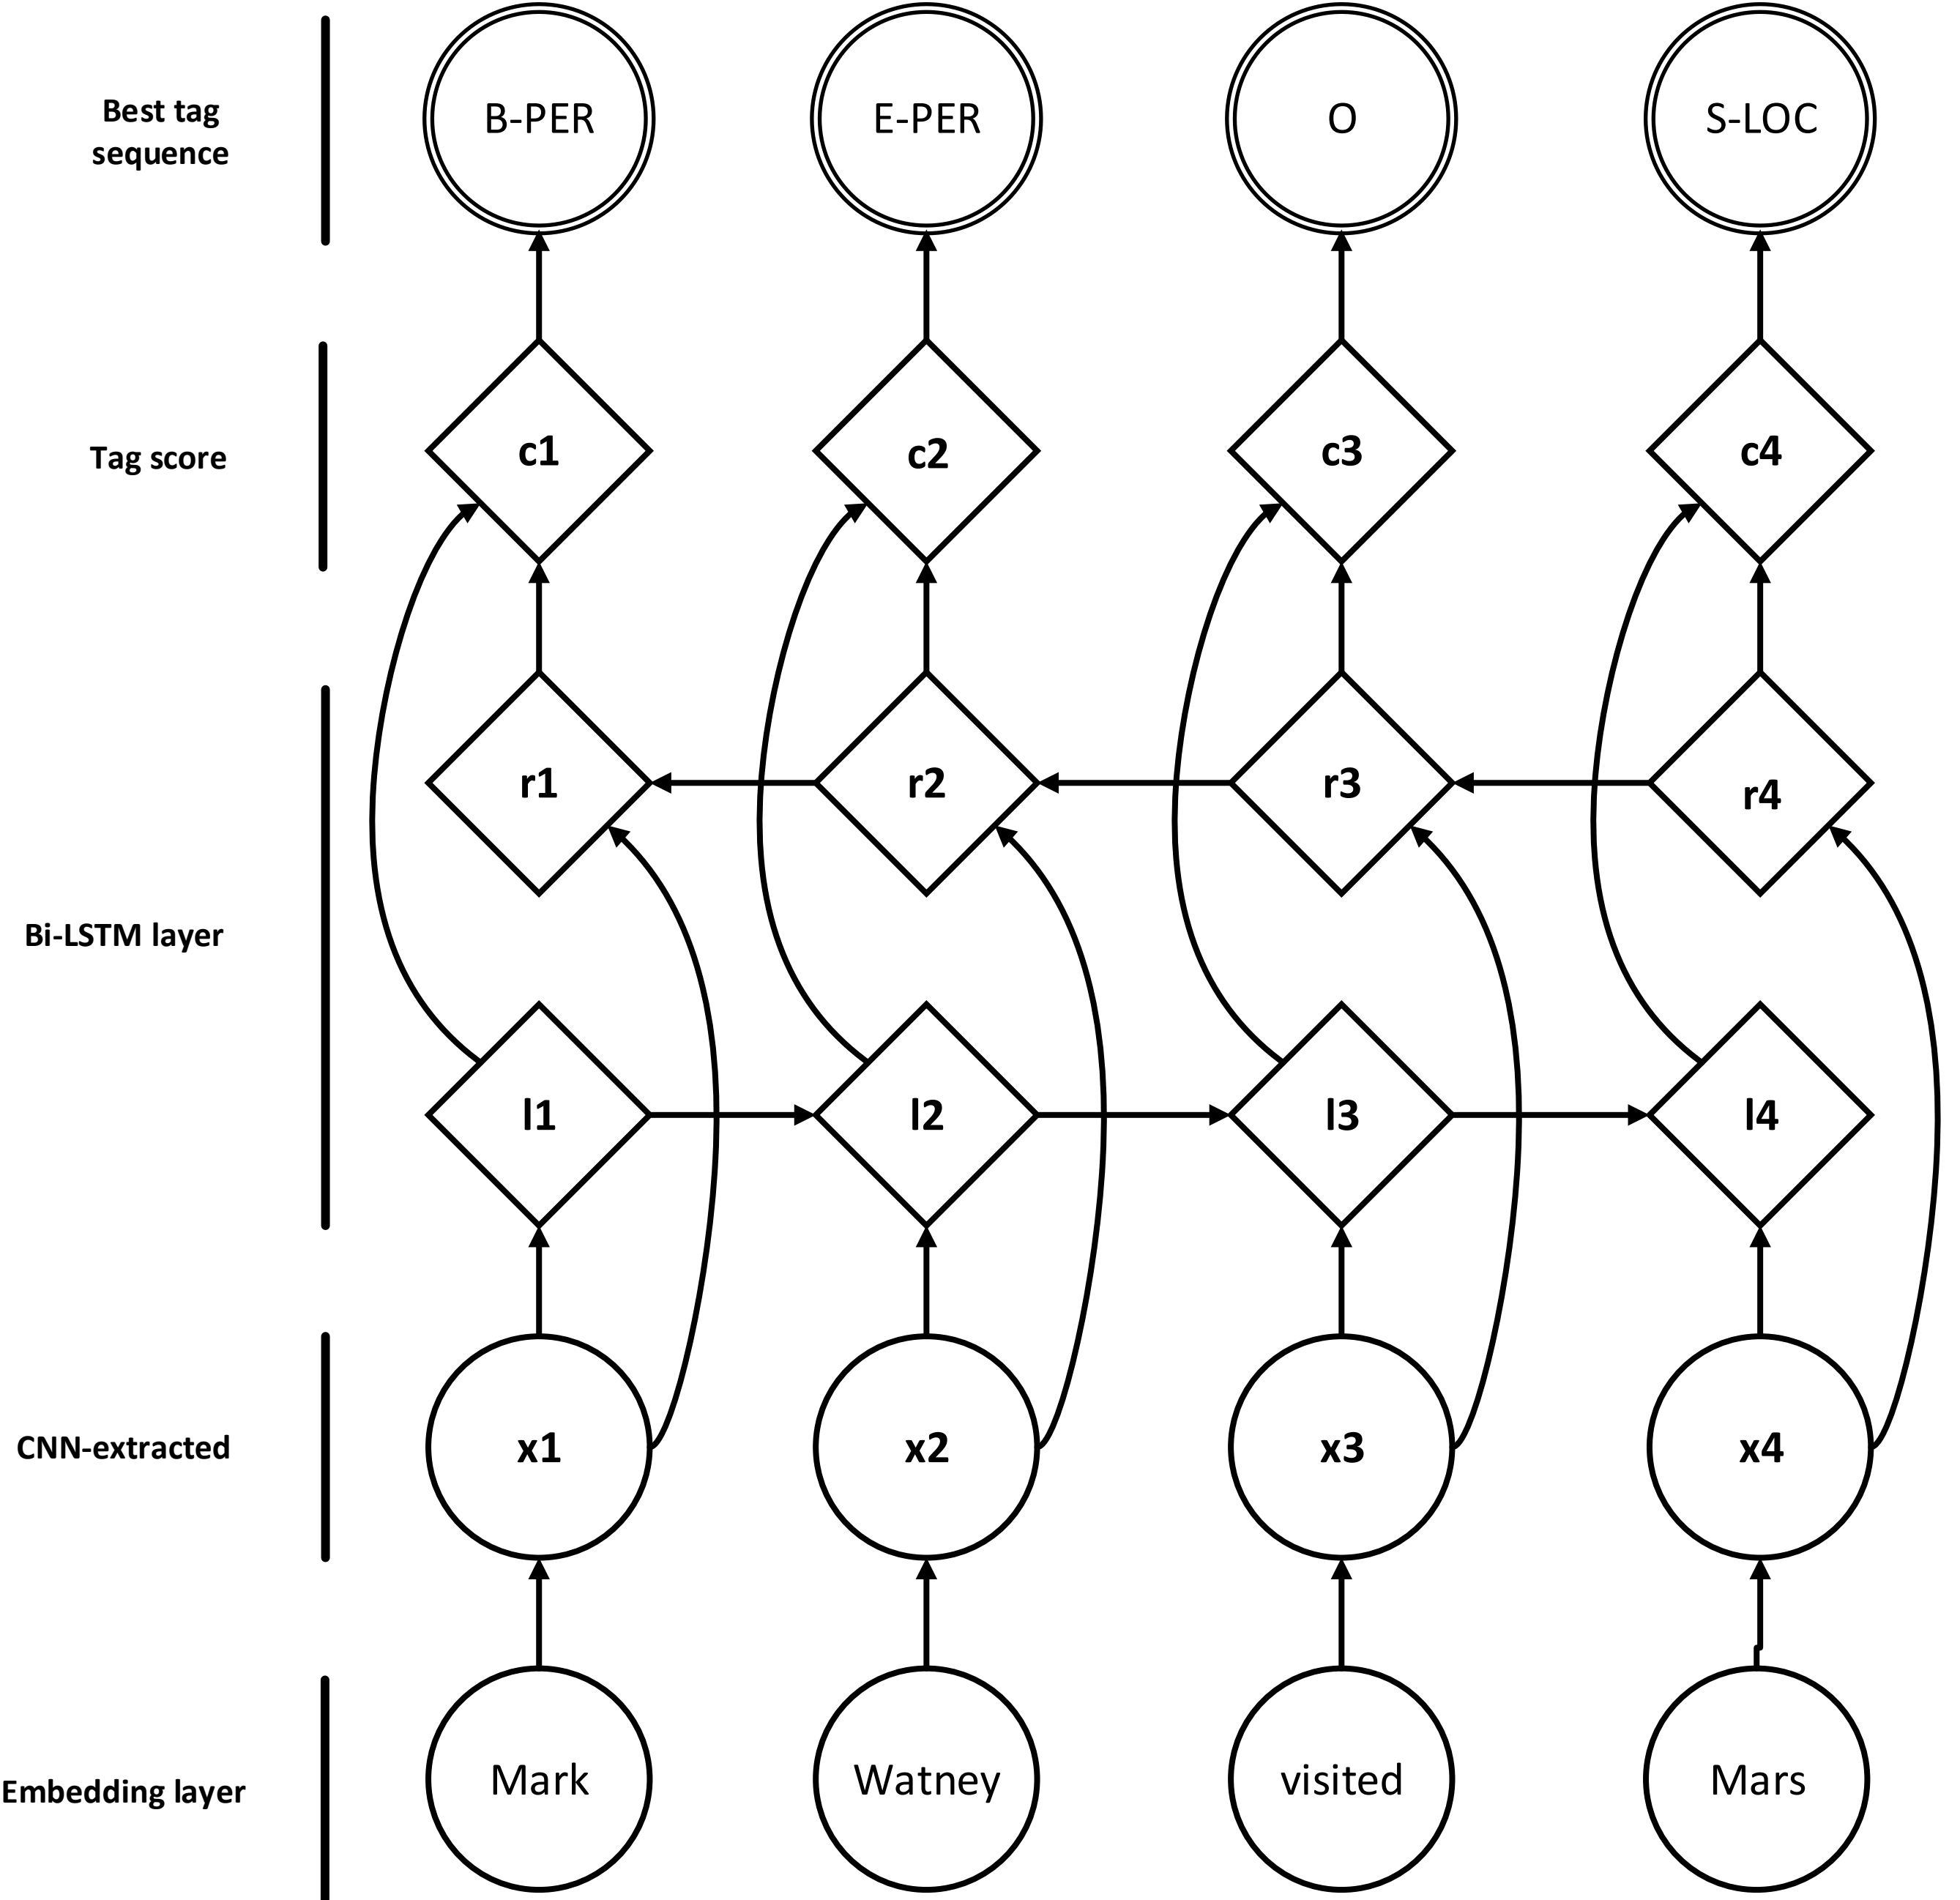 Best tag
sequence
B-PER
E-PER
O
S-LOC
Tag score
c1
c2
c3
c4
r1
r2
r3
r4
Bi-LSTM layer
l1
l2
l3
l4
CNN-extracted
x1
x2
x3
x4
Embedding layer
Mark
Watney
visited
Mars